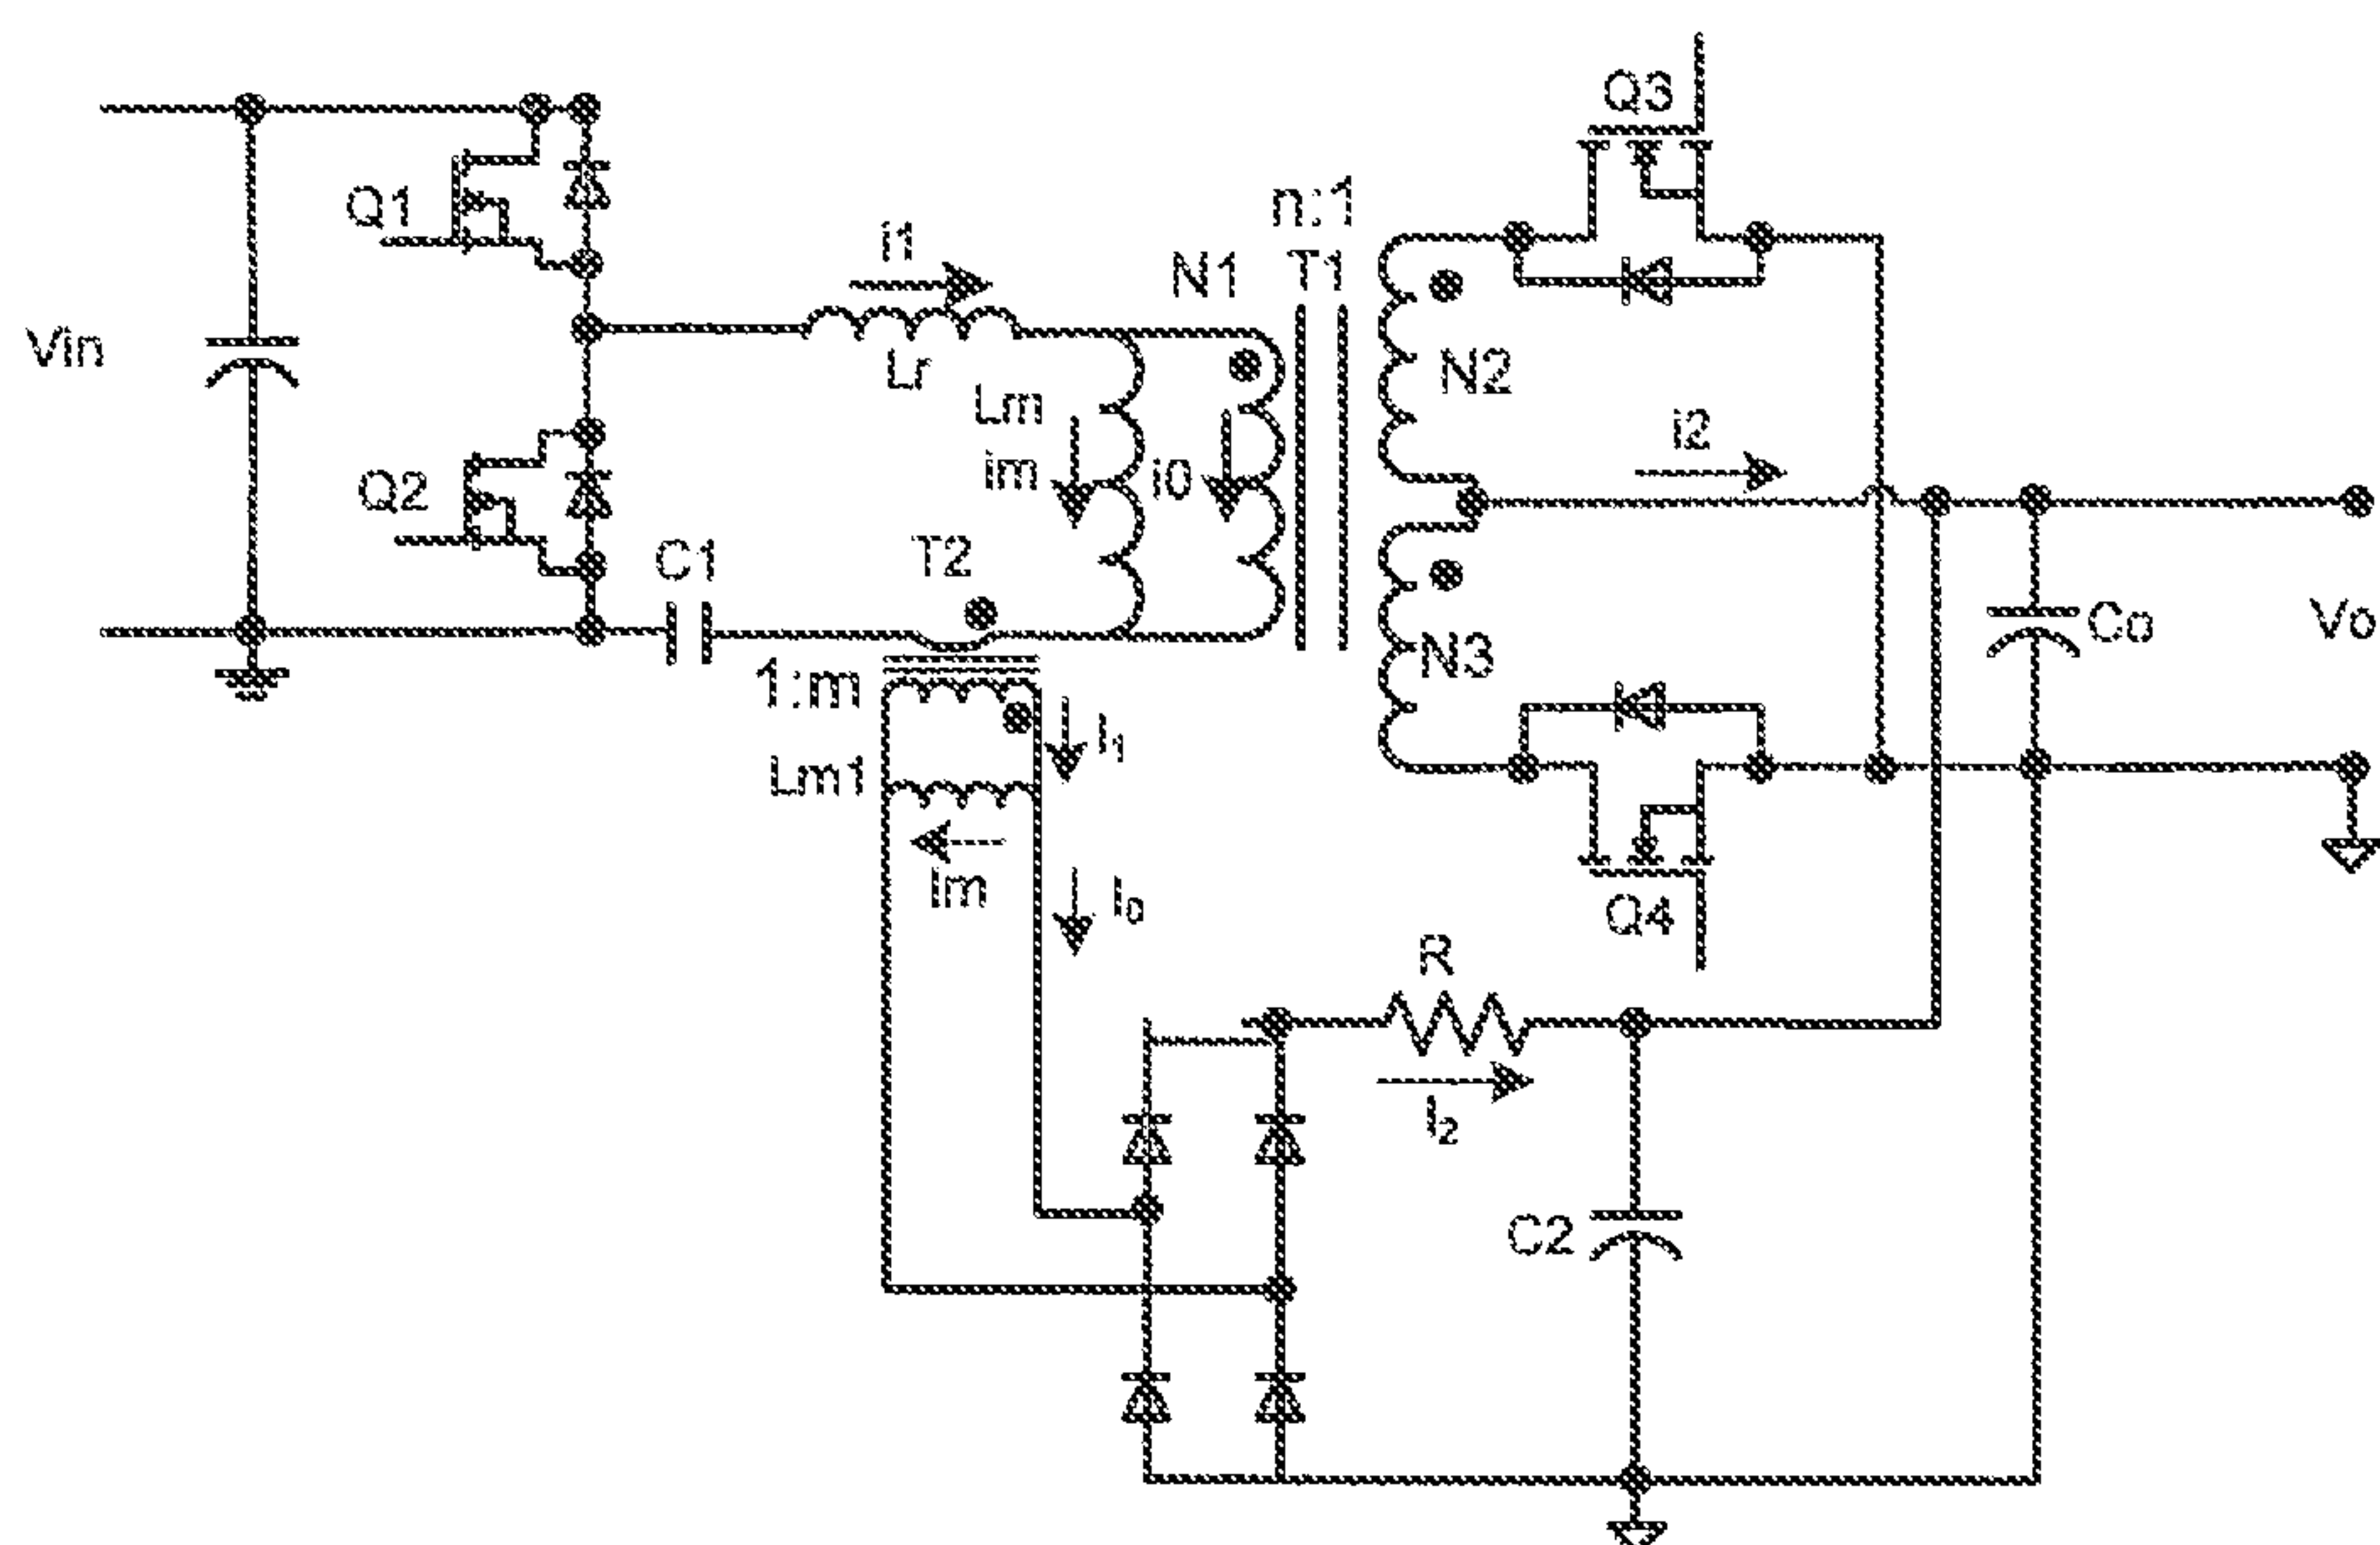 Q3
Q1
n:1
i1
N1
T1
Vin
Lr
N2
Lm
i2
im
i0
Q2
C1
T2
Co
Vo
N3
1:m
I₁
Lm1
Im
I₀
Q4
R
I₂
C2